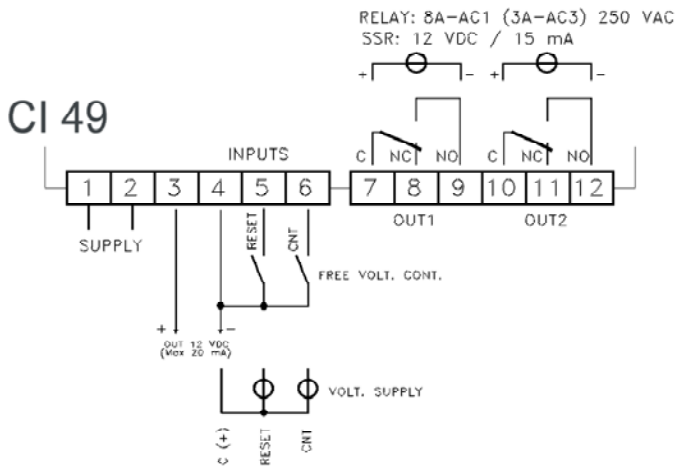 RELAY: 8A-AC1 (3A-AC3) 250 VAC
SSR: 12 VDC / 15 mA
+ - + -
CI 49
INPUTS
C NC NO C NC NO
1 2 3 4 5 6 7 8 9 10 11 12
SUPPLY
OUT1 OUT2
RESET
CNT
FREE VOLT. CONT.
+ -
OUT 12 VDC
(Max 20 mA)
VOLT. SUPPLY
C (+)
RESET
CNT